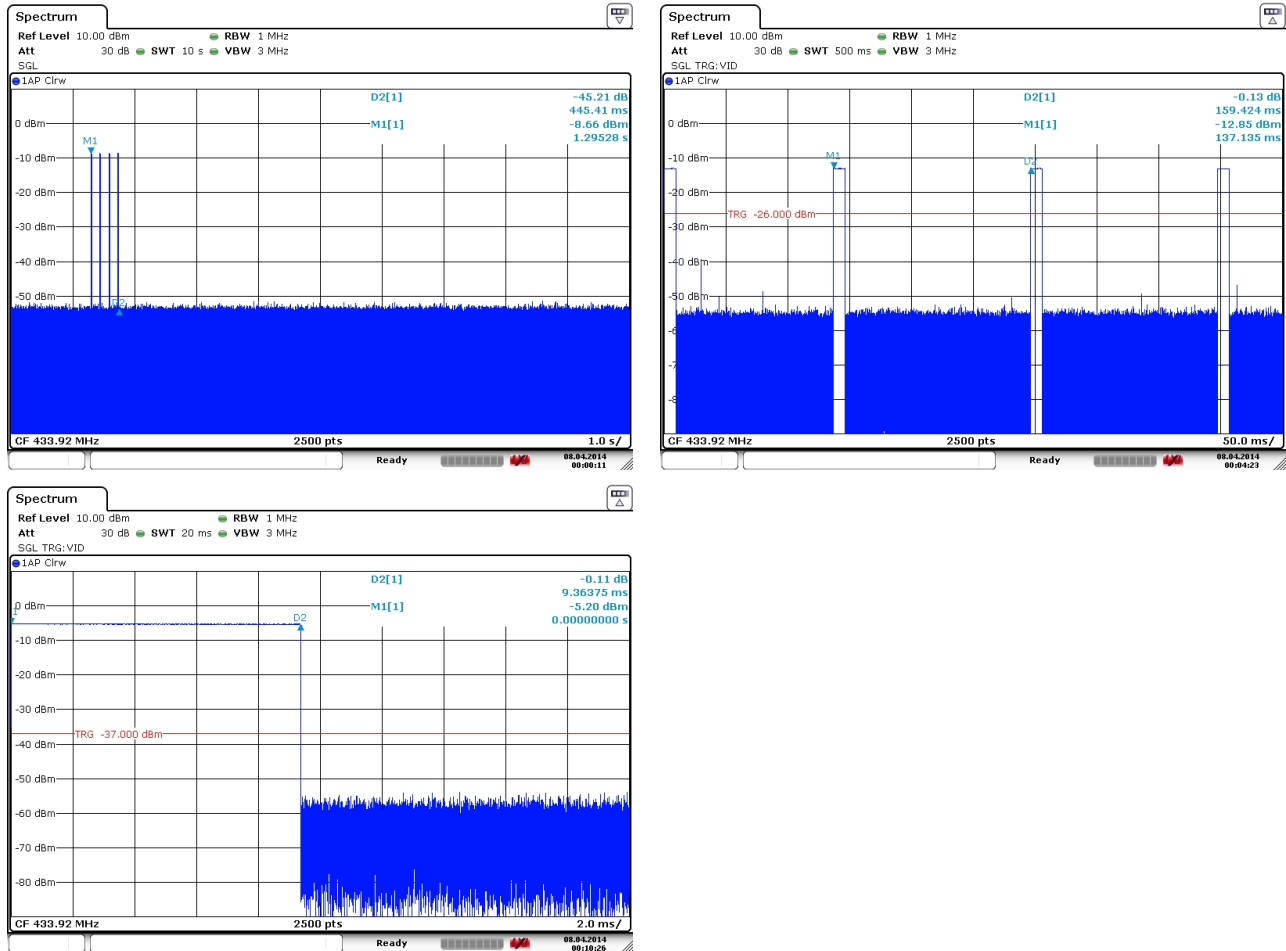 Spectrum
Ref Level 10.00 dBm RBW 1 MHz
Att 30 dB SWT 10 s VBW 3 MHz
SGL
1AP Clrw
D2[1] -45.21 dB
445.41 ms
M1[1] -8.66 dBm
1.29528 s
0 dBm
M1
-10 dBm
-20 dBm
-30 dBm
-40 dBm
-50 dBm
D2
CF 433.92 MHz 2500 pts 1.0 s/
Ready 08.04.2014
00:00:11
Spectrum
Ref Level 10.00 dBm RBW 1 MHz
Att 30 dB SWT 500 ms VBW 3 MHz
SGL TRG:VID
1AP Clrw
D2[1] -0.13 dB
159.424 ms
M1[1] -12.85 dBm
137.135 ms
0 dBm
-10 dBm
M1 D2
-20 dBm
TRG -26.000 dBm
-30 dBm
-40 dBm
-50 dBm
-6
-7
-8
CF 433.92 MHz 2500 pts 50.0 ms/
Ready 08.04.2014
00:04:23
Spectrum
Ref Level 10.00 dBm RBW 1 MHz
Att 30 dB SWT 20 ms VBW 3 MHz
SGL TRG:VID
1AP Clrw
D2[1] -0.11 dB
9.36375 ms
M1[1] -5.20 dBm
0.00000000 s
0 dBm
1 D2
-10 dBm
-20 dBm
-30 dBm
TRG -37.000 dBm
-40 dBm
-50 dBm
-60 dBm
-70 dBm
-80 dBm
CF 433.92 MHz 2500 pts 2.0 ms/
Ready 08.04.2014
00:10:26